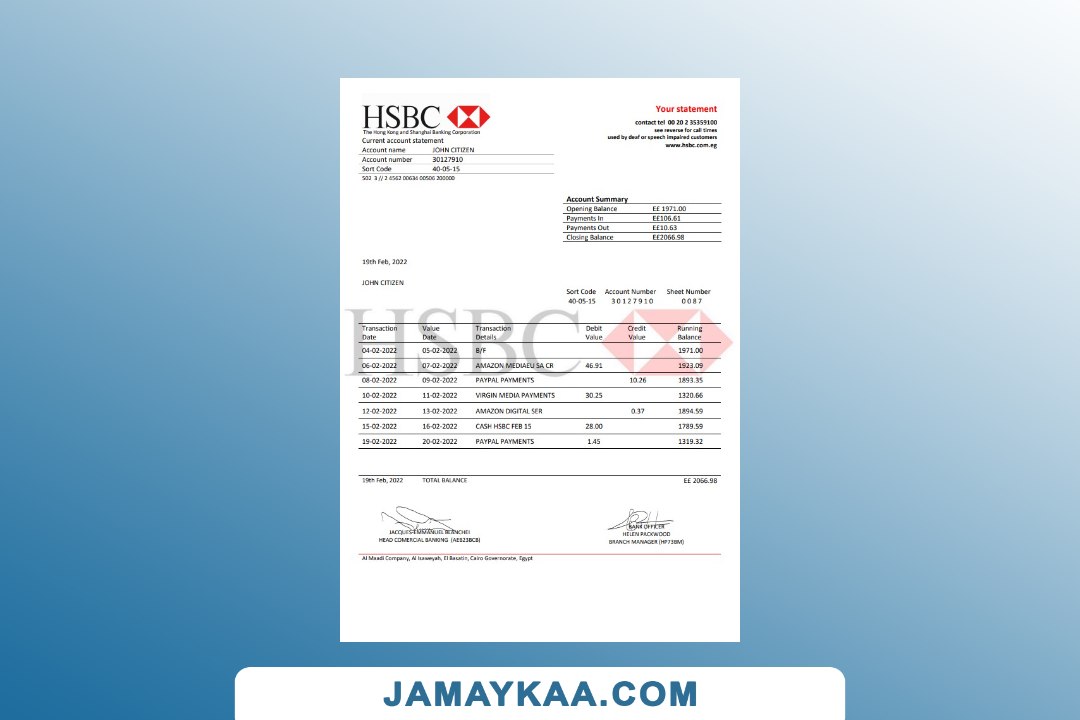 HSBC
The Hong Kong and Shanghai Banking Corporation
Current account statement
Account name JOHN CITIZEN
Account number 30127910
Sort Code 40-05-15
S02 3 // 2 4562 00634 00506 200000
Your statement
contact tel 00 20 2 35359100
see reverse for call times
used by deaf or speech impaired customers
www.hsbc.com.eg
Account Summary
Opening Balance EE 1971.00
Payments In EE106.61
Payments Out EE10.63
Closing Balance EE2066.98
19th Feb, 2022
JOHN CITIZEN
Sort Code Account Number Sheet Number
40-05-15 3 0 1 2 7 9 1 0 0 0 8 7
HSBC
Transaction Value Transaction Debit Credit Running
Date Date Details Value Value Balance
04-02-2022 05-02-2022 B/F 1971.00
06-02-2022 07-02-2022 AMAZON MEDIAEU SA CR 46.91 1923.09
08-02-2022 09-02-2022 PAYPAL PAYMENTS 10.26 1893.35
10-02-2022 11-02-2022 VIRGIN MEDIA PAYMENTS 30.25 1320.66
12-02-2022 13-02-2022 AMAZON DIGITAL SER 0.37 1894.59
15-02-2022 16-02-2022 CASH HSBC FEB 15 28.00 1789.59
19-02-2022 20-02-2022 PAYPAL PAYMENTS 1.45 1319.32
19th Feb, 2022 TOTAL BALANCE EE 2066.98
JACQUES-EMMANUEL BLANCHET
HEAD COMERCIAL BANKING (AEB23BCB)
BANK OFFICER
HELEN PACKWOOD
BRANCH MANAGER (HP73BM)
Al Maadi Company, Al Isaweyah, El Basatin, Cairo Governorate, Egypt
JAMAYKAA.COM